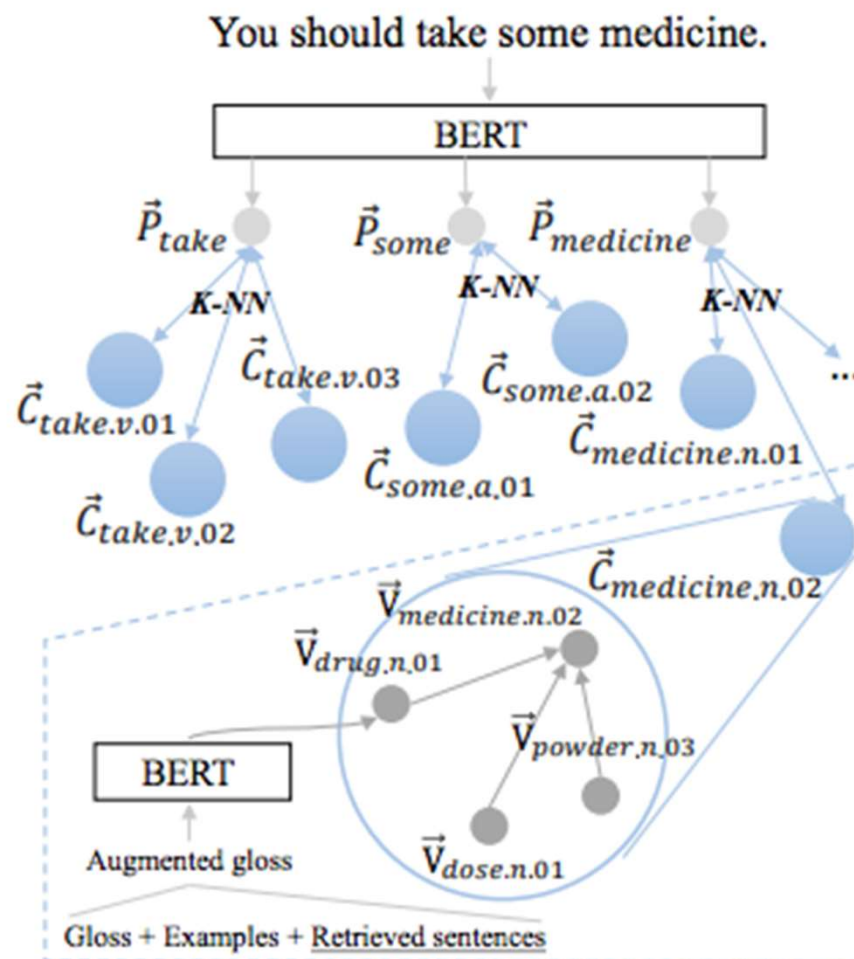 You should take some medicine.
BERT
P⃗take P⃗some P⃗medicine
K-NN K-NN K-NN
C⃗take.v.01 C⃗take.v.03 C⃗some.a.02 ...
C⃗take.v.02 C⃗some.a.01 C⃗medicine.n.01
C⃗medicine.n.02
V⃗medicine.n.02
V⃗drug.n.01
V⃗powder.n.03
BERT
V⃗dose.n.01
Augmented gloss
Gloss + Examples + Retrieved sentences